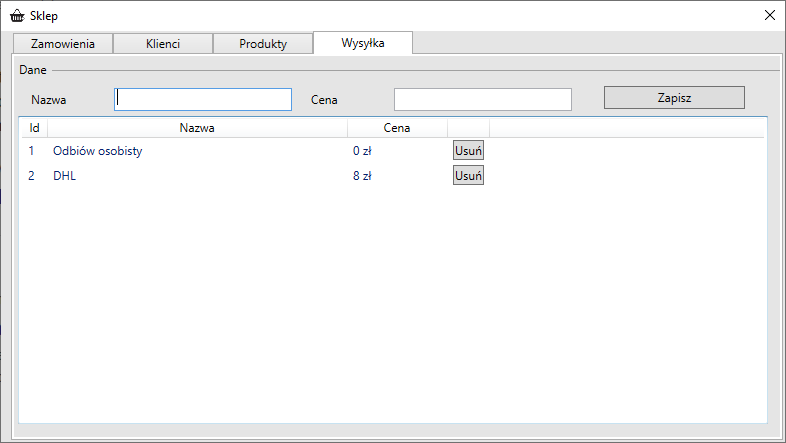 Sklep
Zamowienia Klienci Produkty Wysyłka
Dane
Nazwa Cena Zapisz
Id Nazwa Cena
1 Odbiów osobisty 0 zł Usuń
2 DHL 8 zł Usuń